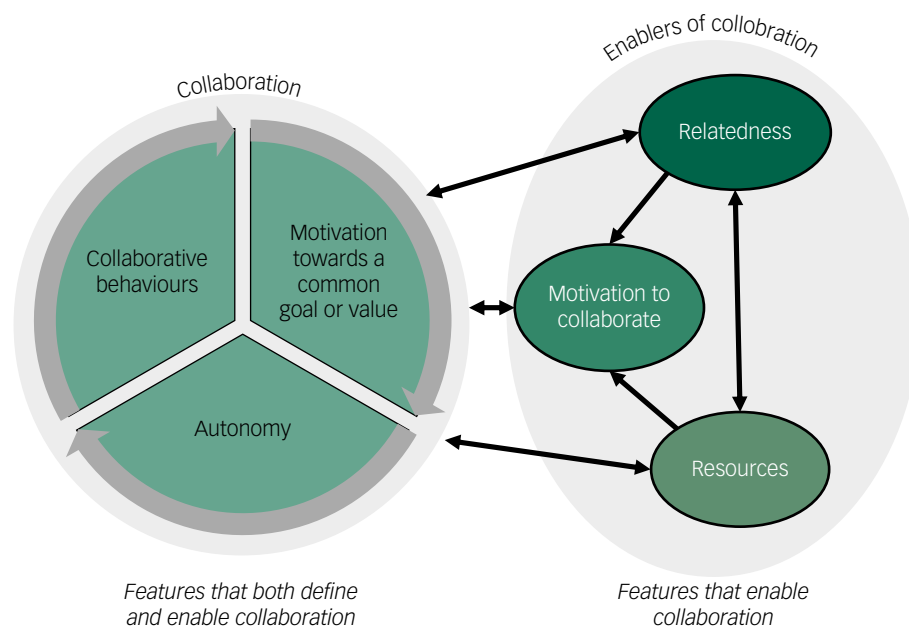 Collaboration
Enablers of collobration
Relatedness
Collaborative
behaviours
Motivation
towards a
common
goal or value
Motivation to
collaborate
Autonomy
Resources
Features that both define
and enable collaboration
Features that enable
collaboration